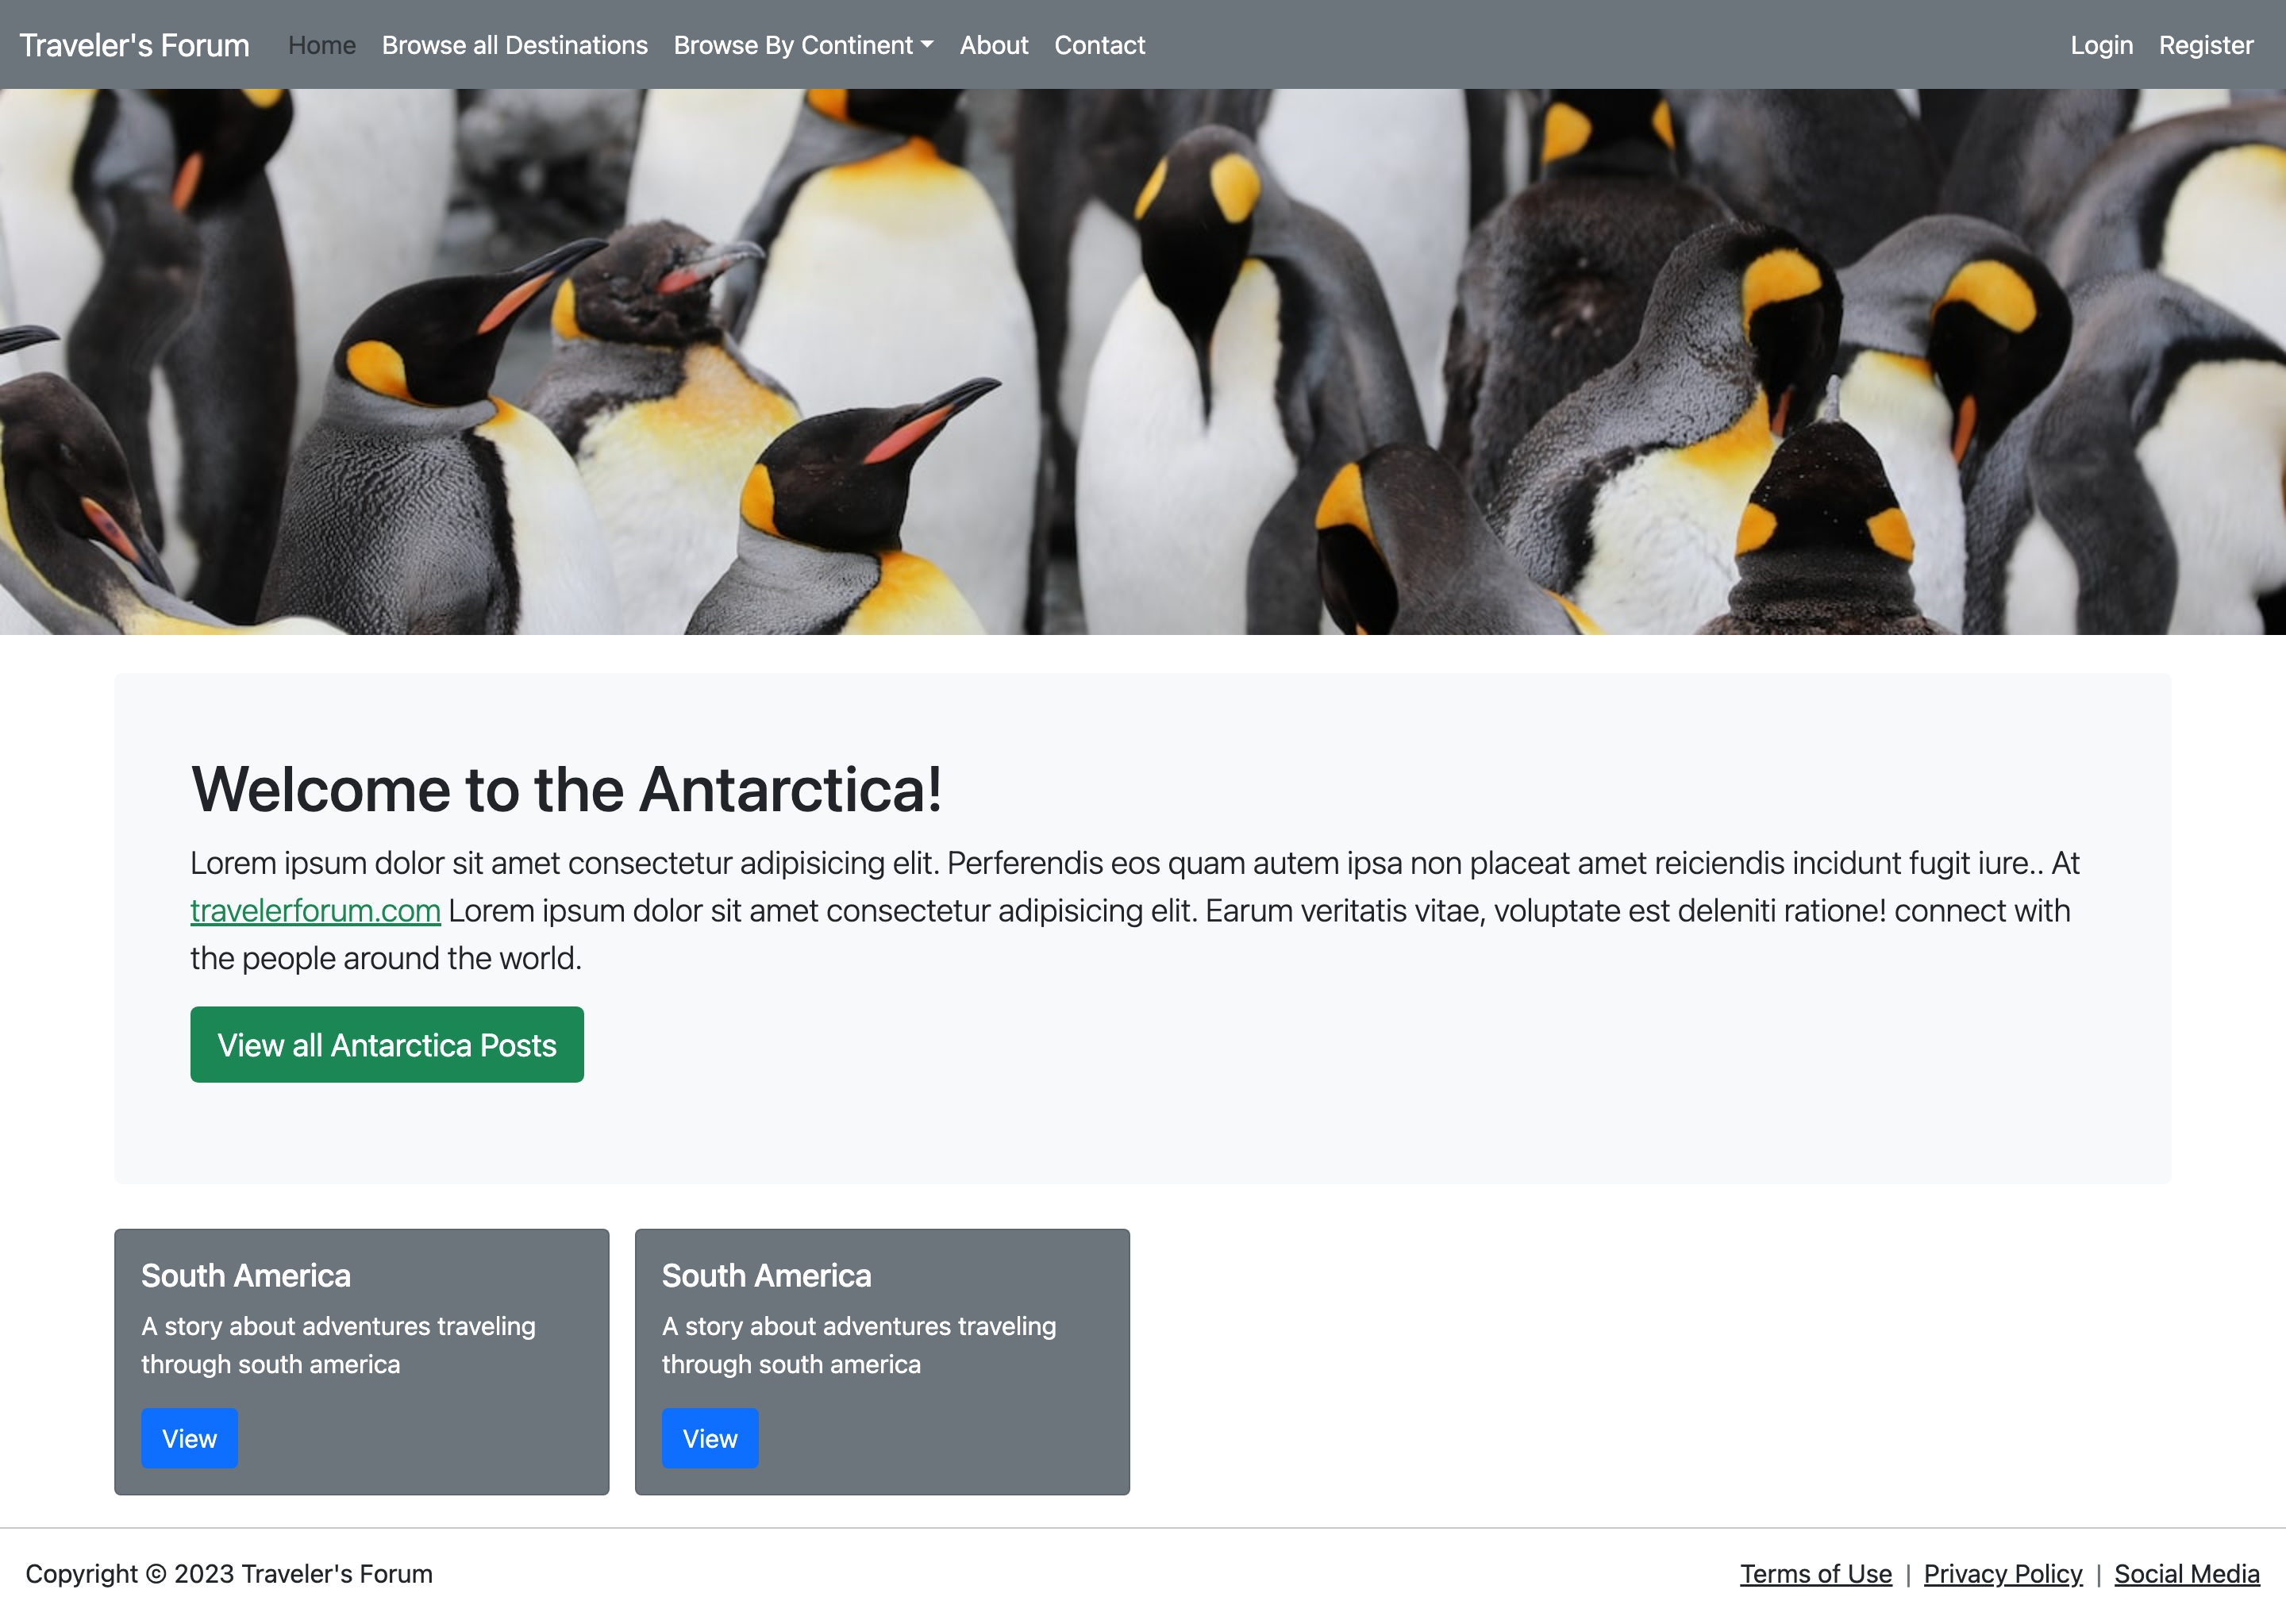 Traveler's Forum Home Browse all Destinations Browse By Continent About Contact Login Register
Welcome to the Antarctica!
Lorem ipsum dolor sit amet consectetur adipisicing elit. Perferendis eos quam autem ipsa non placeat amet reiciendis incidunt fugit iure.. At
travelerforum.com Lorem ipsum dolor sit amet consectetur adipisicing elit. Earum veritatis vitae, voluptate est deleniti ratione! connect with
the people around the world.
View all Antarctica Posts
South America
A story about adventures traveling
through south america
View
South America
A story about adventures traveling
through south america
View
Copyright © 2023 Traveler's Forum
Terms of Use | Privacy Policy | Social Media